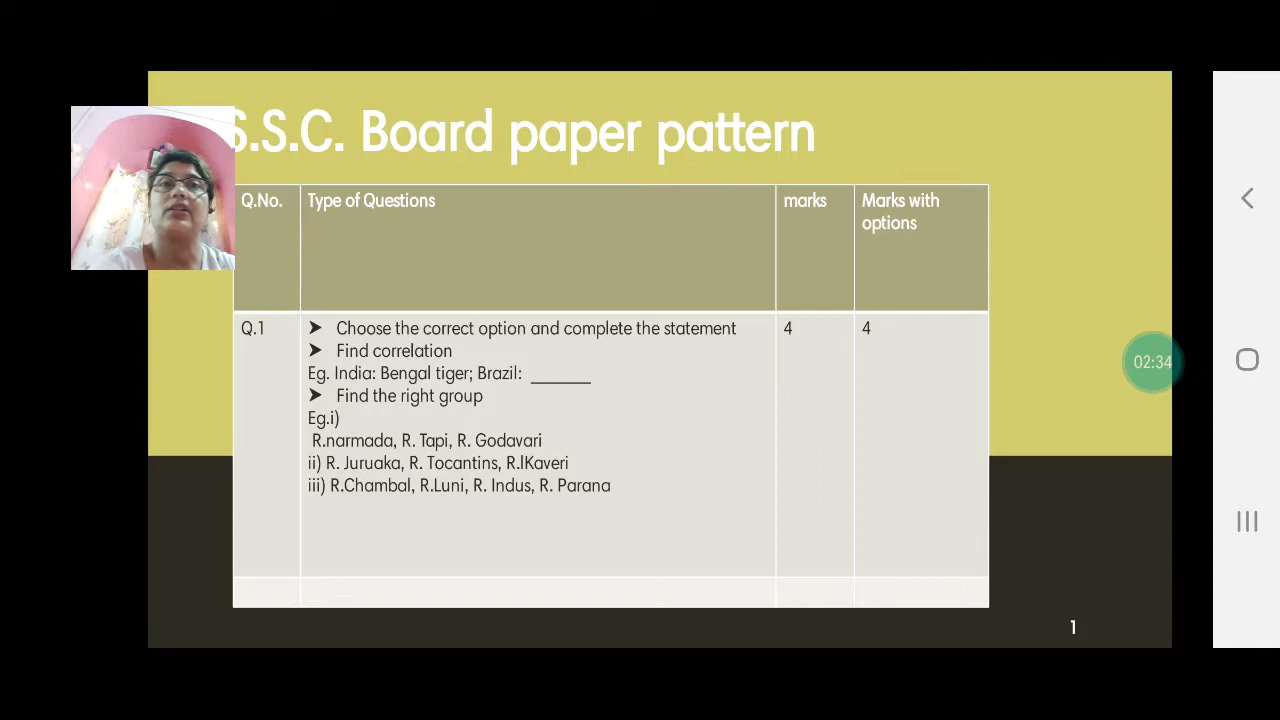 S.S.C. Board paper pattern
Q.No. Type of Questions marks Marks with options
Q.1 ➤ Choose the correct option and complete the statement 4 4
➤ Find correlation
Eg. India: Bengal tiger; Brazil: ______
➤ Find the right group
Eg.i)
R.narmada, R. Tapi, R. Godavari
ii) R. Juruaka, R. Tocantins, R.lKaveri
iii) R.Chambal, R.Luni, R. Indus, R. Parana
02:34
1